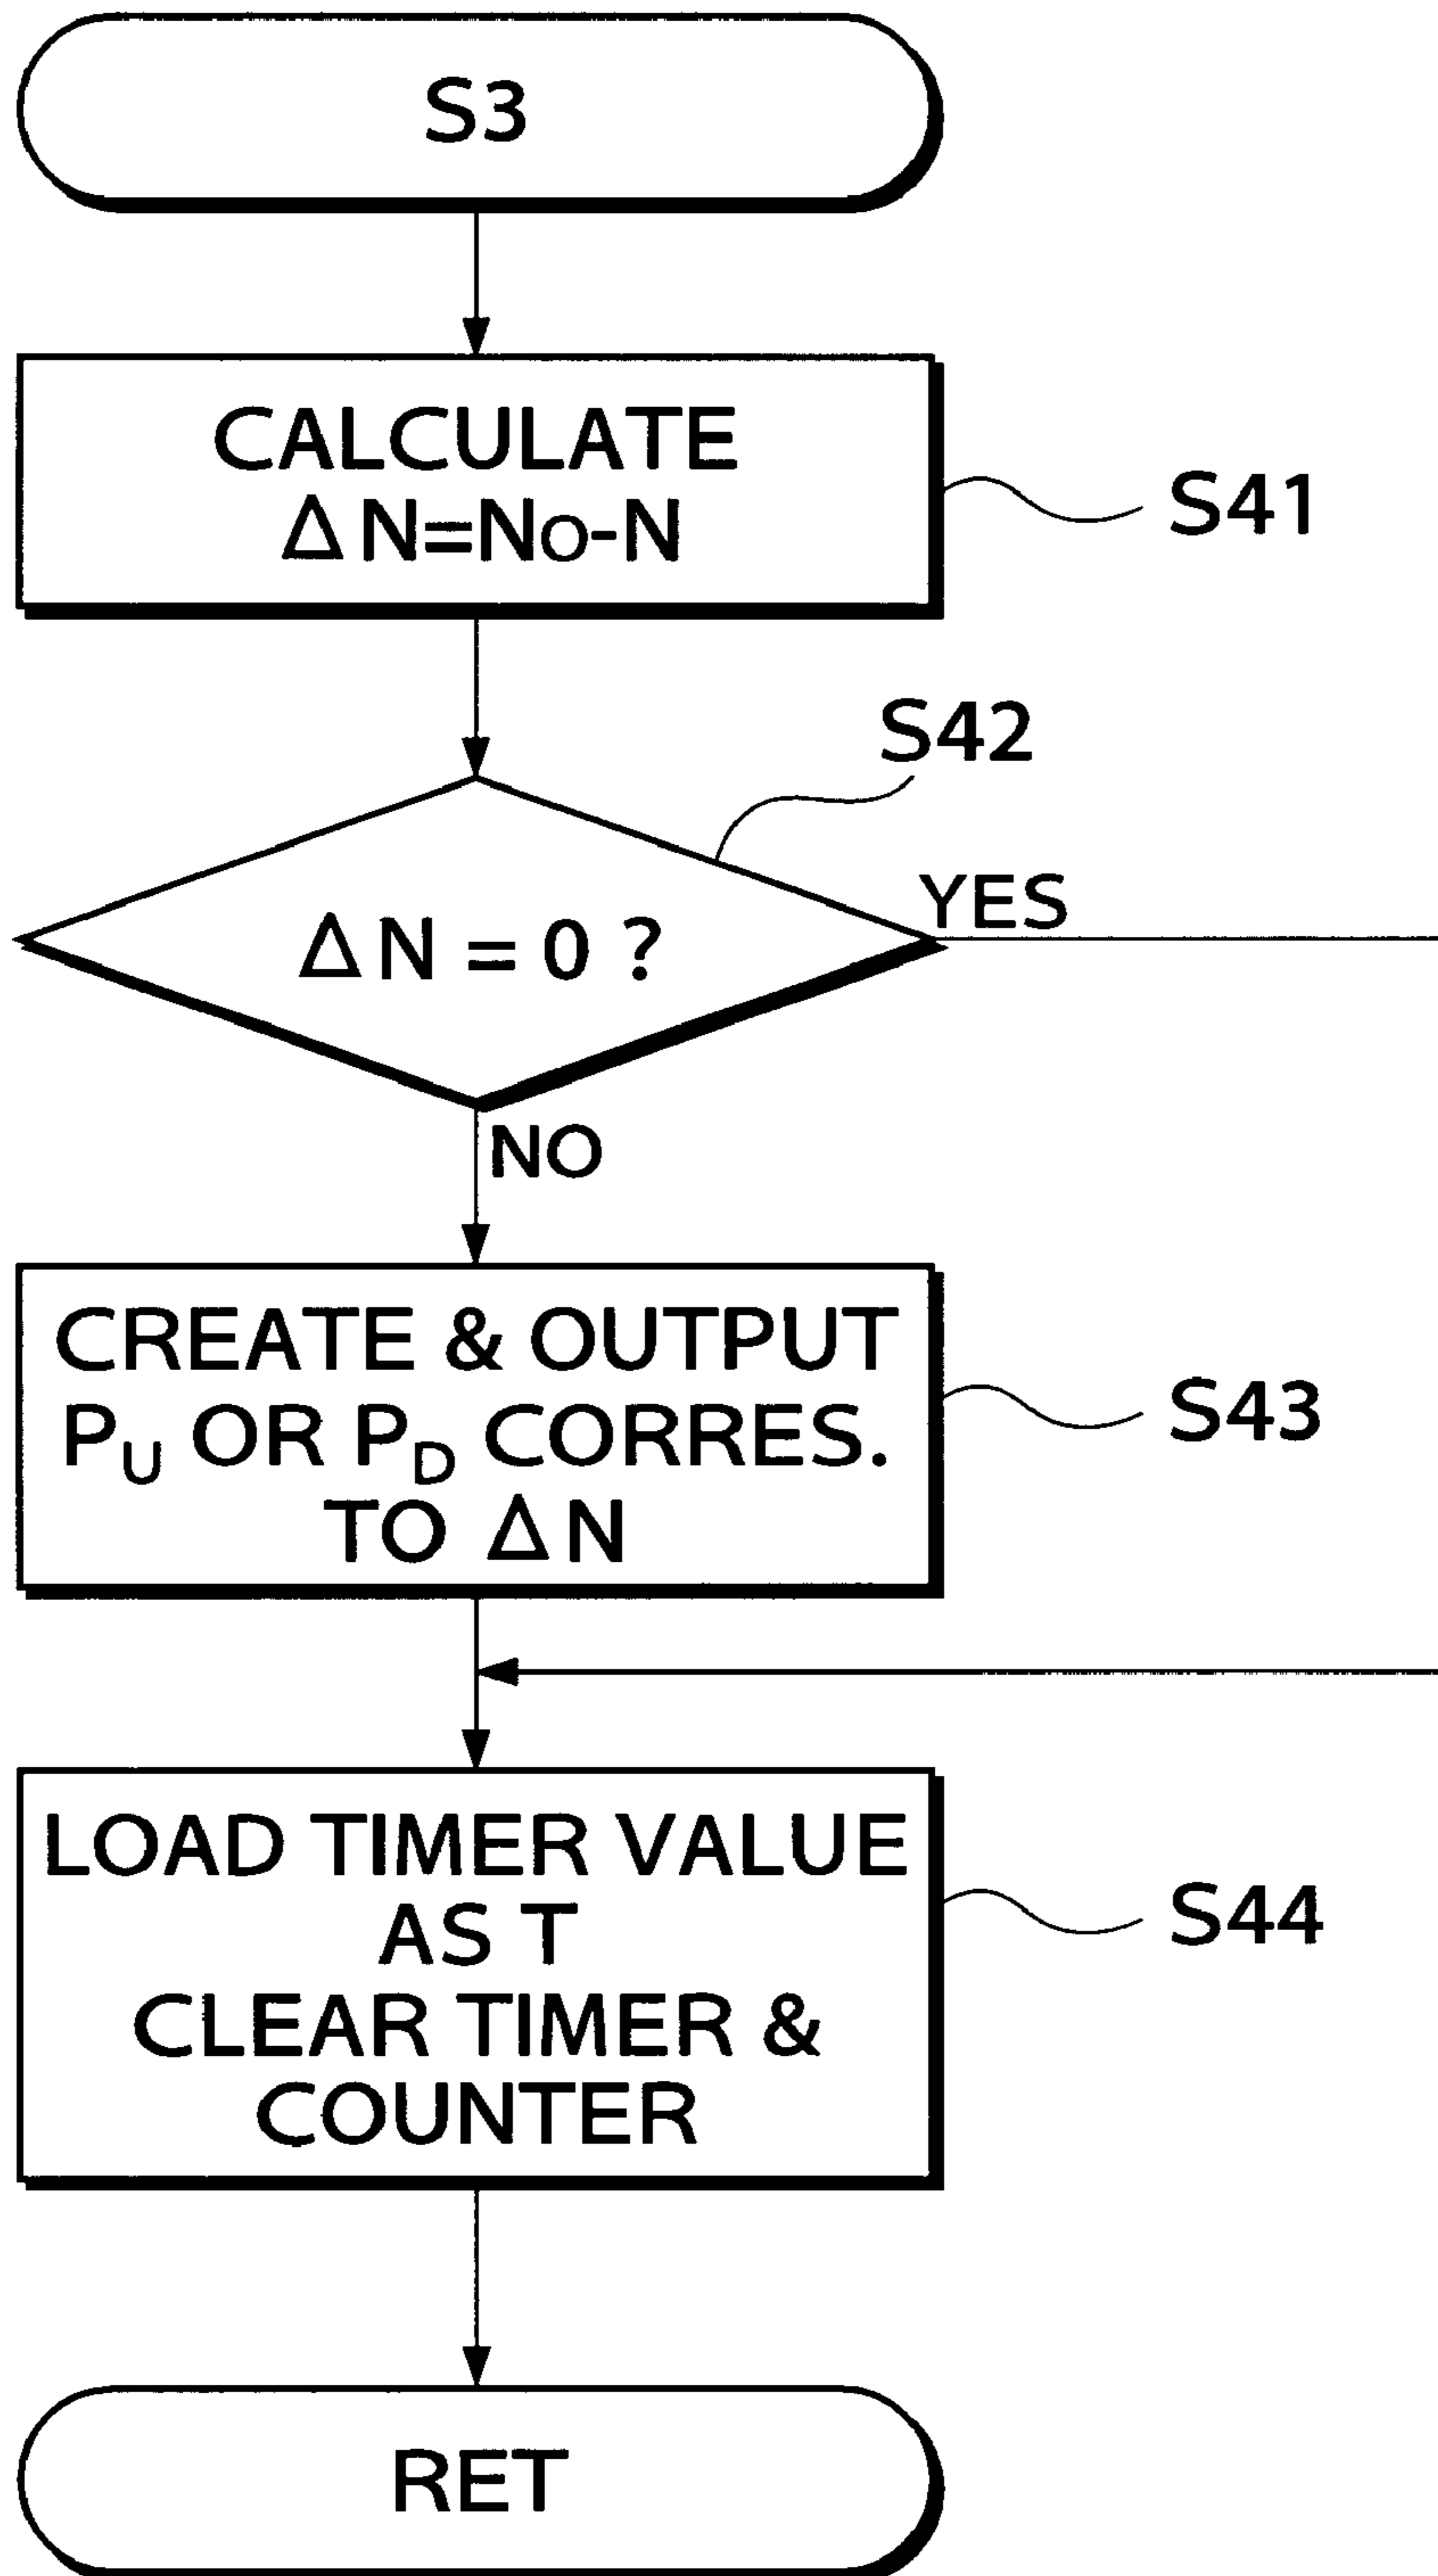 S3
CALCULATE
ΔN=No-N
S41
S42
ΔN = 0 ?
YES
NO
CREATE & OUTPUT
PU OR PD CORRES.
TO ΔN
S43
LOAD TIMER VALUE
AS T
CLEAR TIMER &
COUNTER
S44
RET